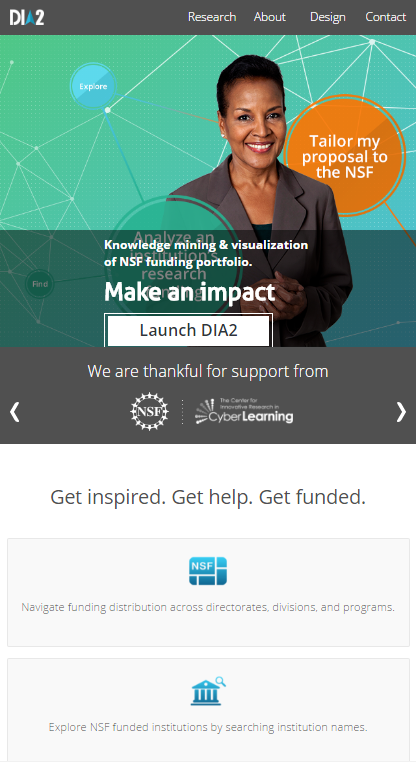 DIA2
Research About Design Contact
Explore
Tailor my
proposal to
the NSF
Analyze an
institution's
research
Find
Knowledge mining & visualization
of NSF funding portfolio.
Make an impact
Launch DIA2
We are thankful for support from
❮
NSF
The Center for
Innovative Research in
CyberLearning
❯
Get inspired. Get help. Get funded.
NSF
Navigate funding distribution across directorates, divisions, and programs.
Explore NSF funded institutions by searching institution names.